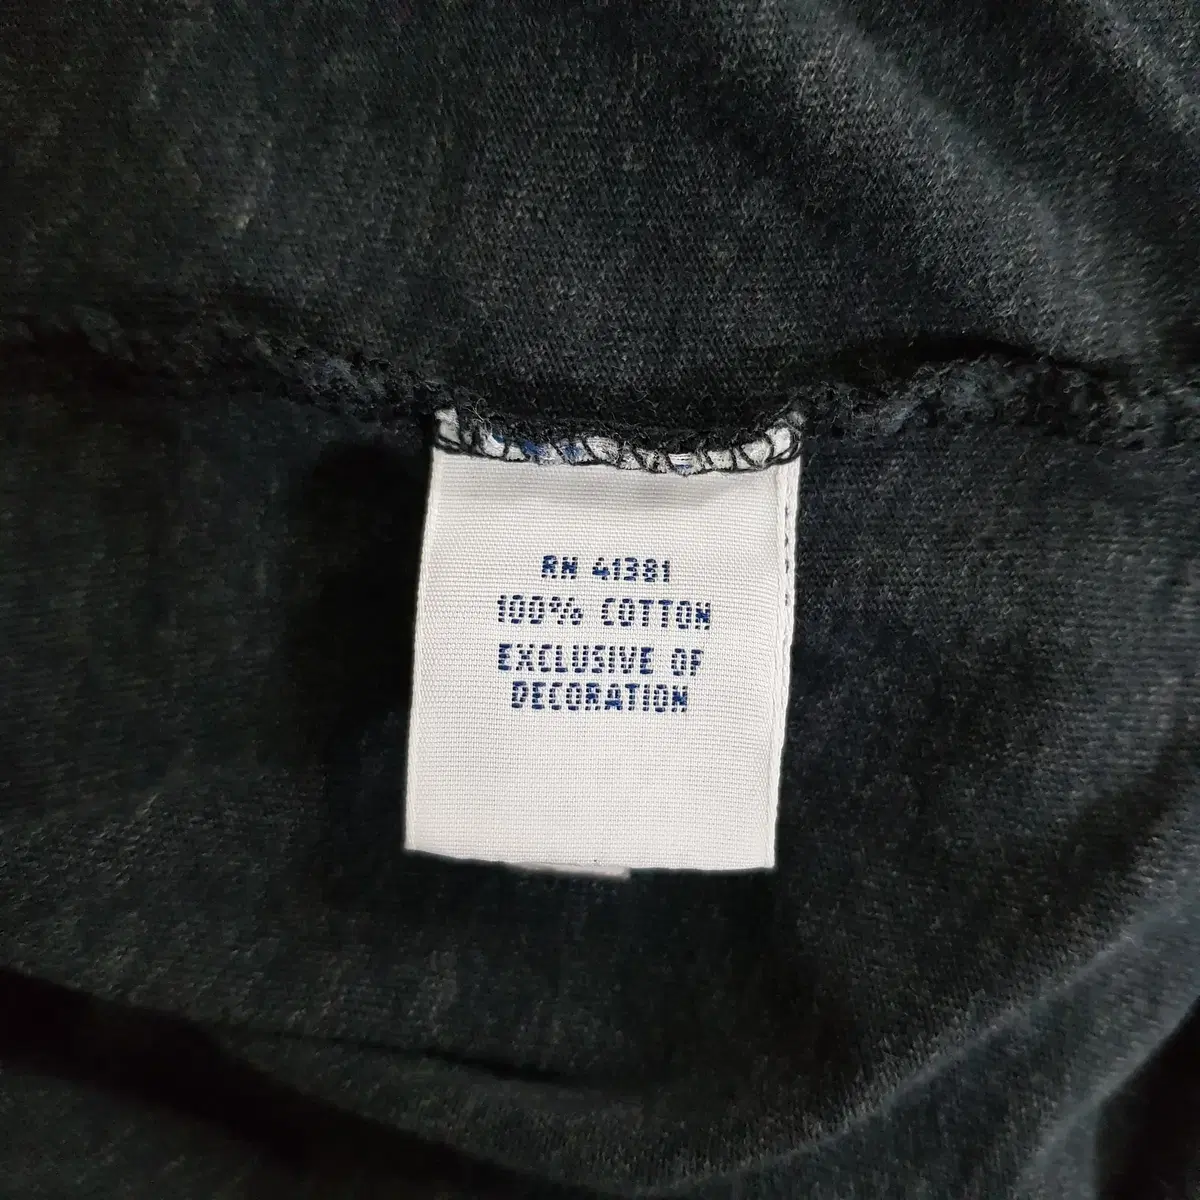 RN 41381
100% COTTON
EXCLUSIVE OF
DECORATION